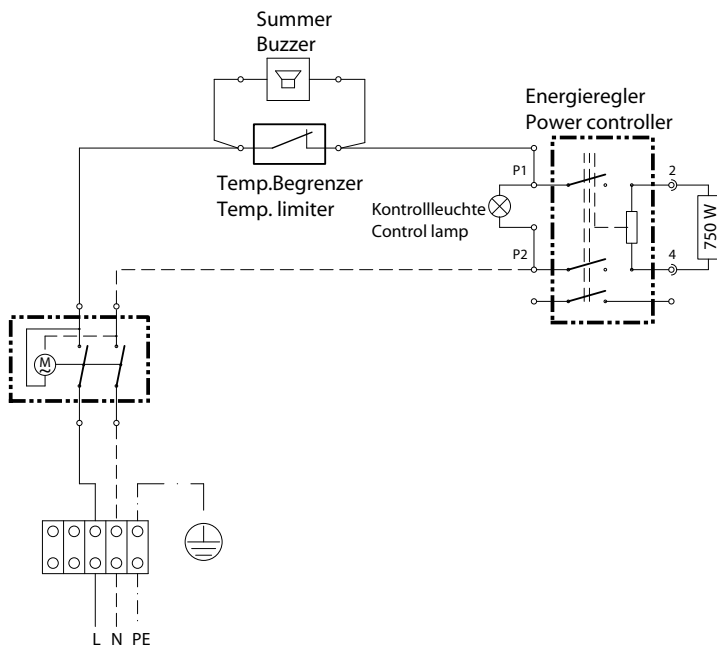 Summer
Buzzer
Energieregler
Power controller
Temp.Begrenzer
Temp. limiter
P1
2
Kontrollleuchte
Control lamp
750 W
P2
4
M
~
L N PE